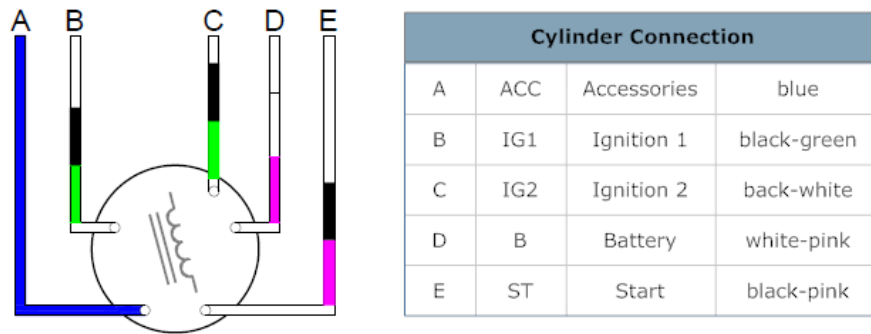 A B C D E
Cylinder Connection
A ACC Accessories blue
B IG1 Ignition 1 black-green
C IG2 Ignition 2 back-white
D B Battery white-pink
E ST Start black-pink